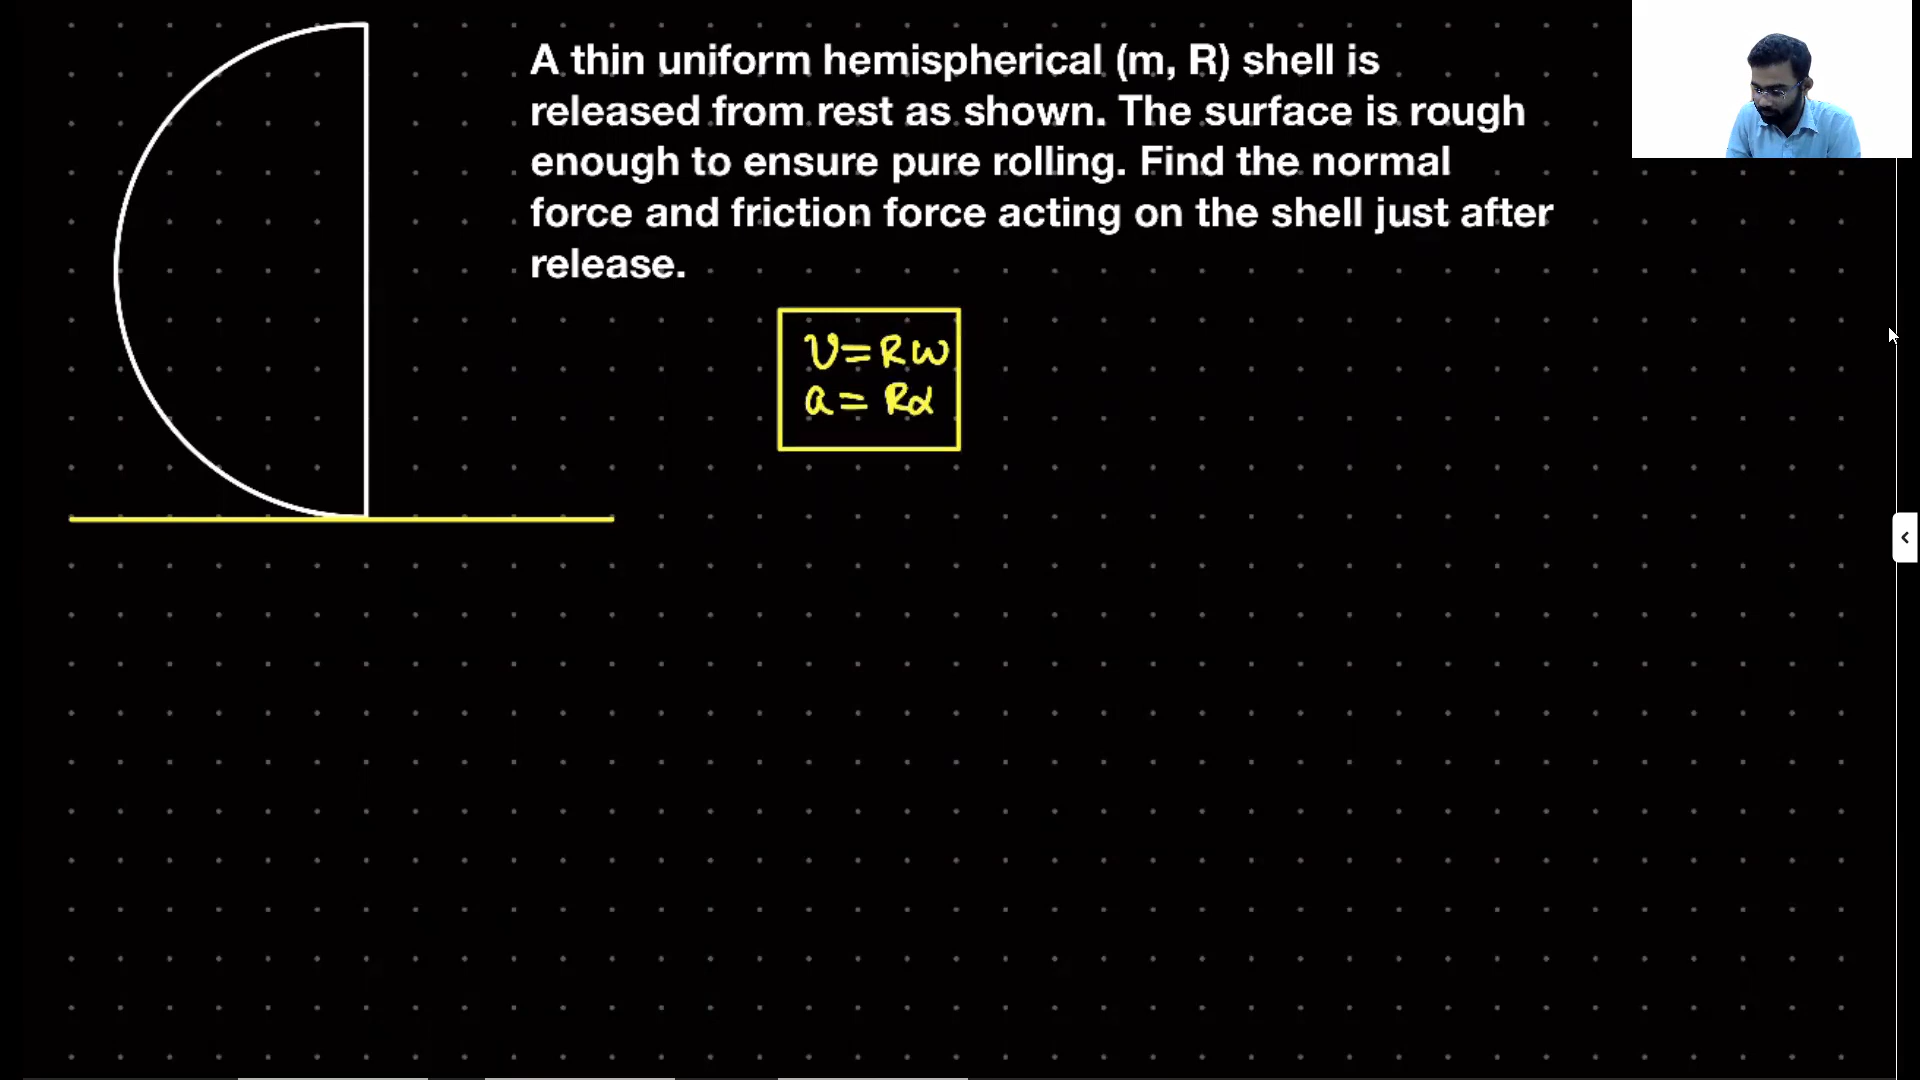 A thin uniform hemispherical (m, R) shell is
released from rest as shown. The surface is rough
enough to ensure pure rolling. Find the normal
force and friction force acting on the shell just after
release.
v = Rω
a = Rα